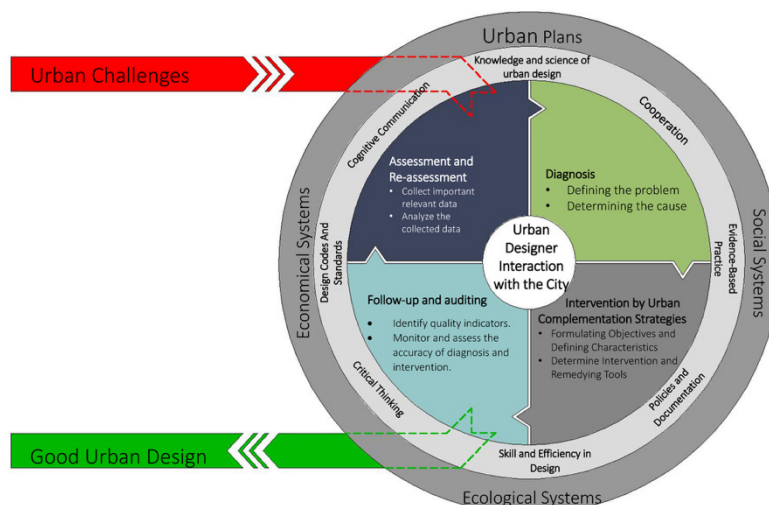 Urban Plans
Urban Challenges
Knowledge and science of
urban design
Cognitive Communication
Cooperation
Assessment and
Re-assessment
• Collect important
relevant data
• Analyze the
collected data
Diagnosis
• Defining the problem
• Determining the cause
Economical Systems
Design Codes And
Standards
Urban
Designer
Interaction
with the City
Evidence-Based
Practice
Social Systems
Follow-up and auditing
• Identify quality indicators.
• Monitor and assess the
accuracy of diagnosis and
intervention.
Intervention by Urban
Complementation Strategies
• Formulating Objectives and
Defining Characteristics
• Determine Intervention and
Remedying Tools
Critical Thinking
Policies and
Documentation
Good Urban Design
Skill and Efficiency in
Design
Ecological Systems